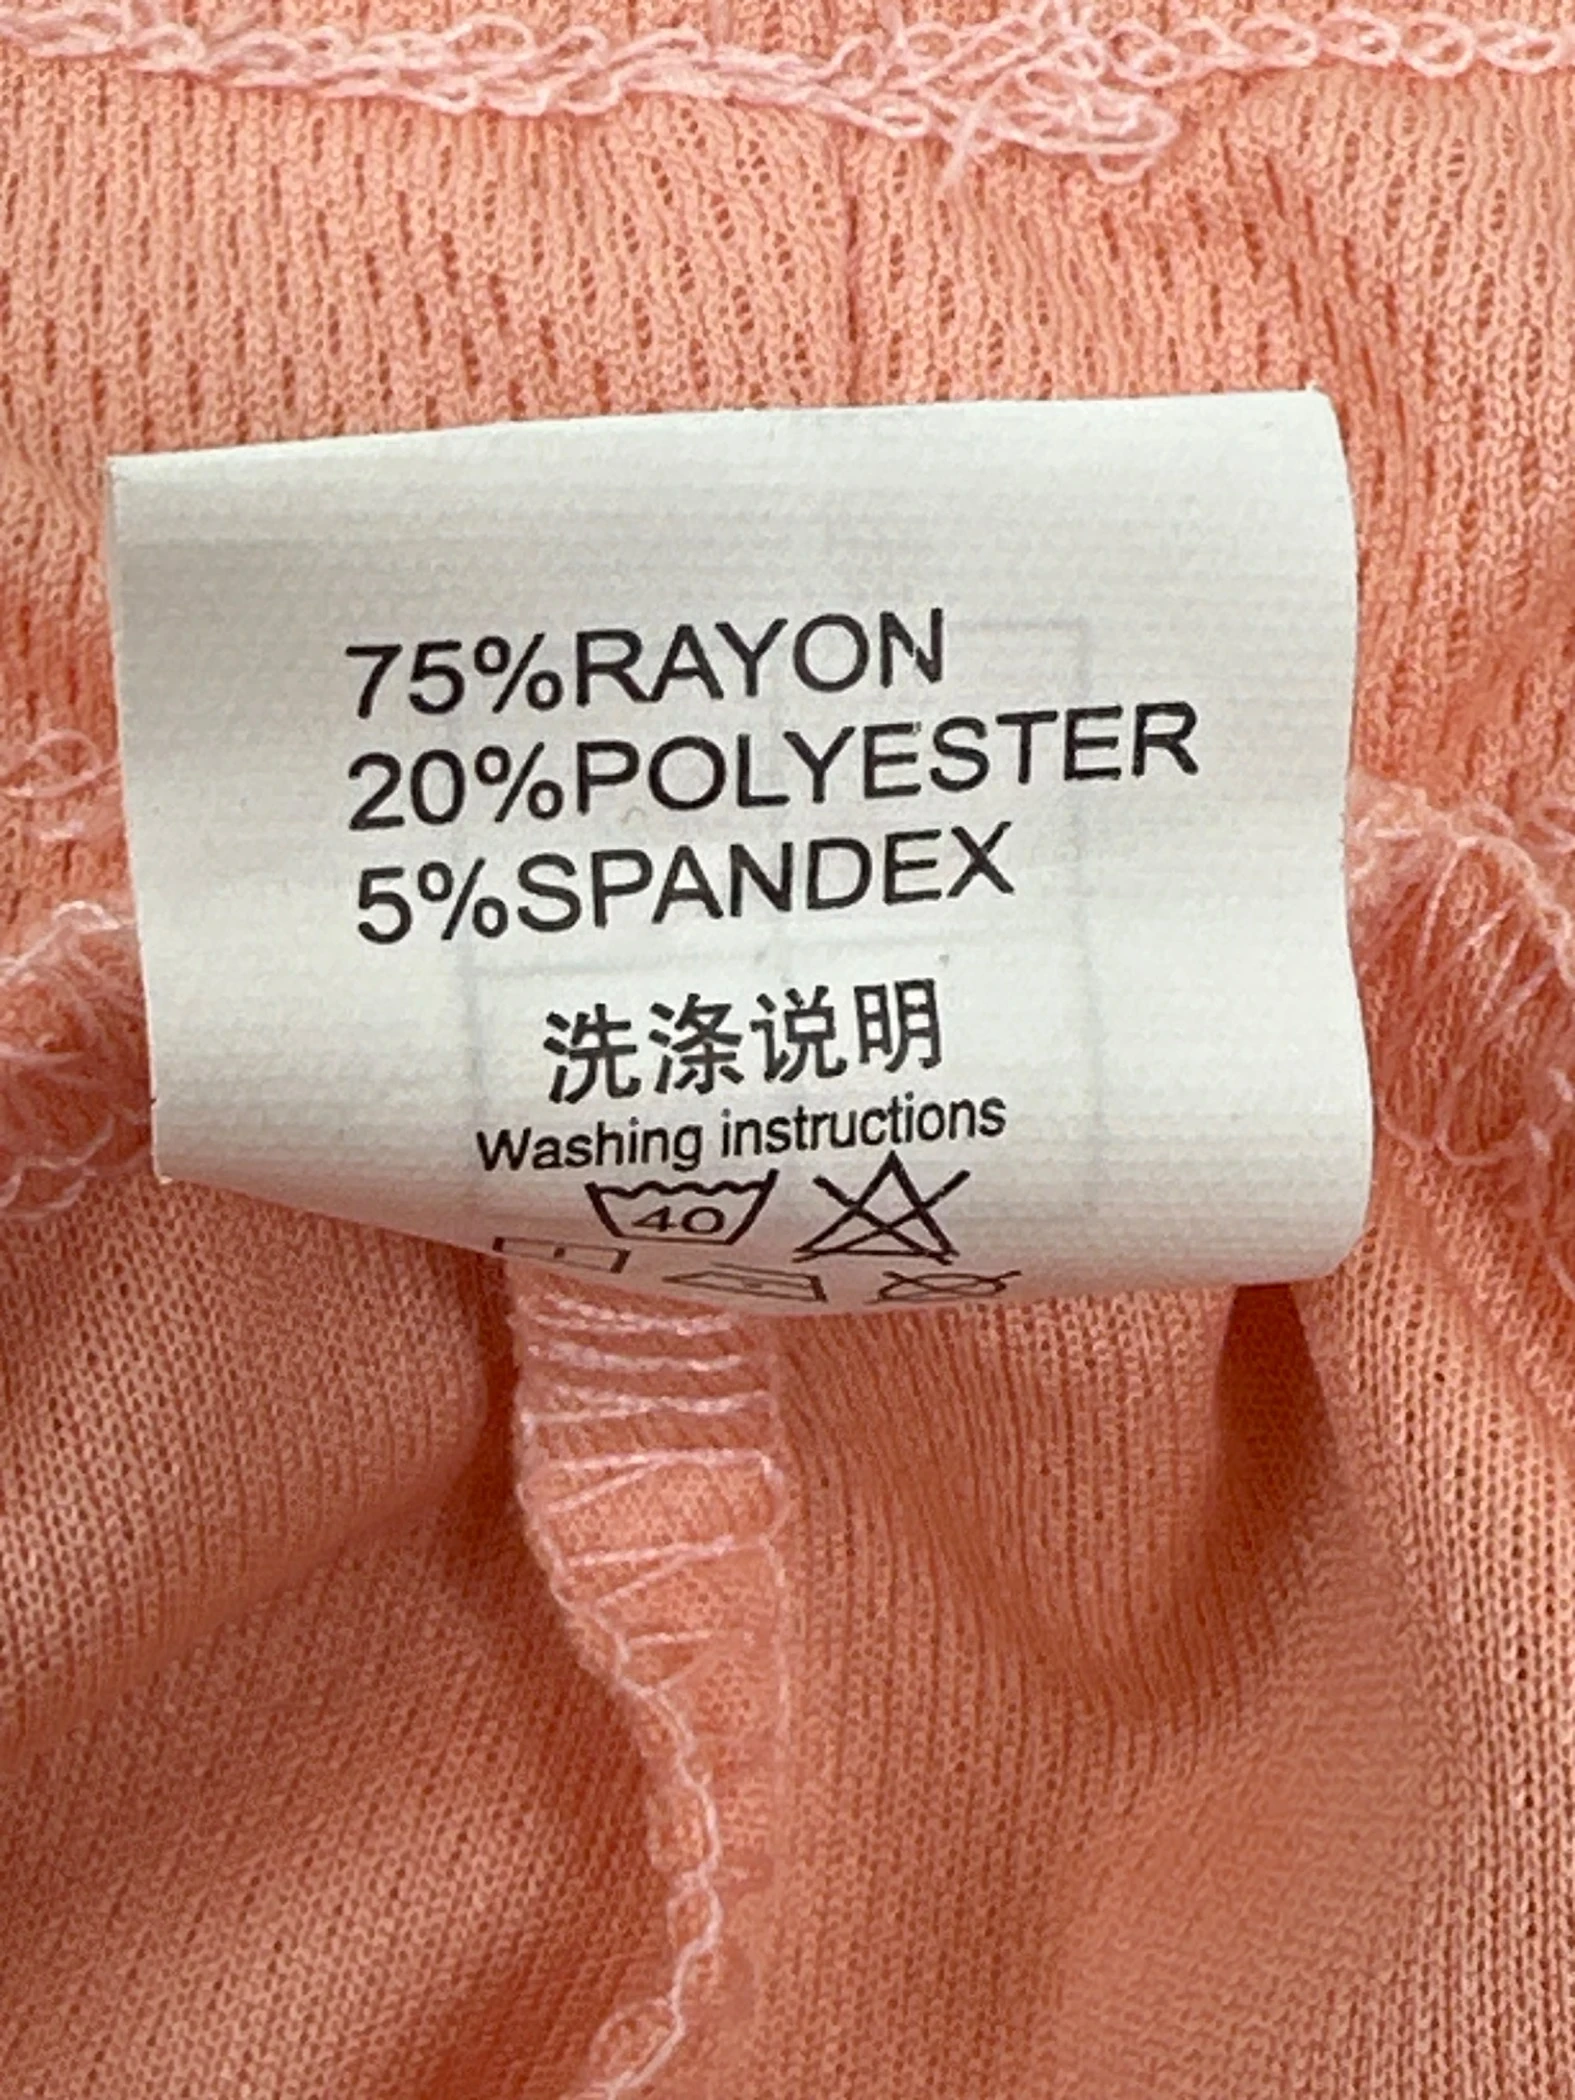 75%RAYON
20%POLYESTER
5%SPANDEX
洗涤说明
Washing instructions
40